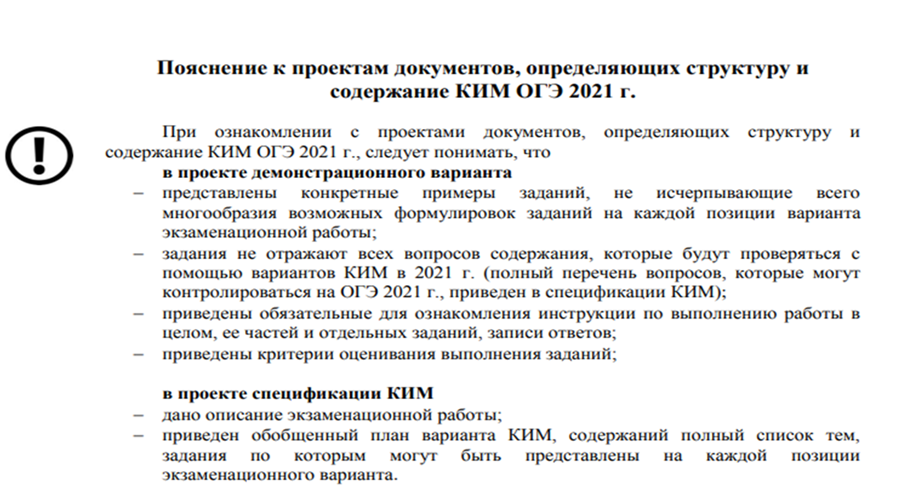 Пояснение к проектам документов, определяющих структуру и
содержание КИМ ОГЭ 2021 г.
При ознакомлении с проектами документов, определяющих структуру и
содержание КИМ ОГЭ 2021 г., следует понимать, что
в проекте демонстрационного варианта
– представлены конкретные примеры заданий, не исчерпывающие всего
многообразия возможных формулировок заданий на каждой позиции варианта
экзаменационной работы;
– задания не отражают всех вопросов содержания, которые будут проверяться с
помощью вариантов КИМ в 2021 г. (полный перечень вопросов, которые могут
контролироваться на ОГЭ 2021 г., приведен в спецификации КИМ);
– приведены обязательные для ознакомления инструкции по выполнению работы в
целом, ее частей и отдельных заданий, записи ответов;
– приведены критерии оценивания выполнения заданий;
в проекте спецификации КИМ
– дано описание экзаменационной работы;
– приведен обобщенный план варианта КИМ, содержаний полный список тем,
задания по которым могут быть представлены на каждой позиции
экзаменационного варианта.